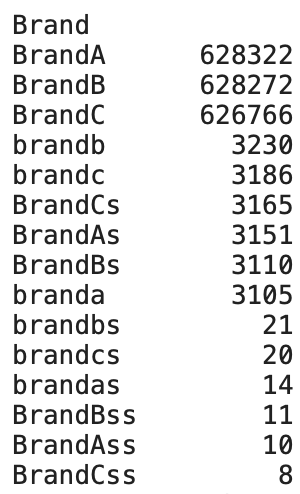 Brand
BrandA 628322
BrandB 628272
BrandC 626766
brandb 3230
brandc 3186
BrandCs 3165
BrandAs 3151
BrandBs 3110
branda 3105
brandbs 21
brandcs 20
brandas 14
BrandBss 11
BrandAss 10
BrandCss 8